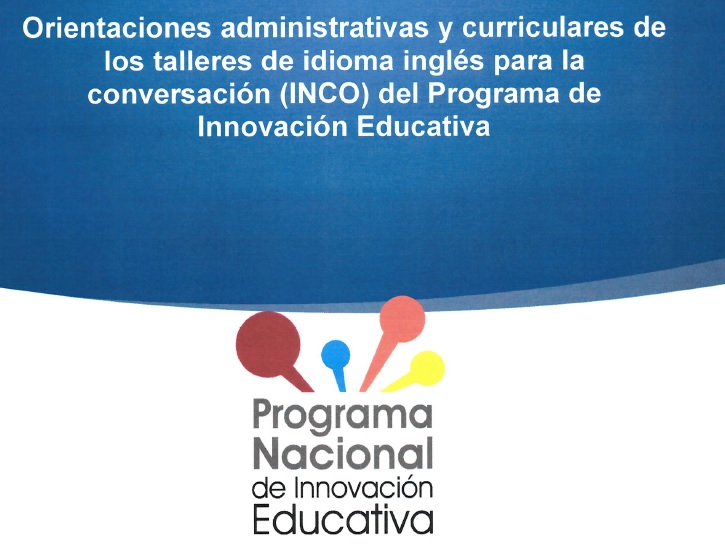 Orientaciones administrativas y curriculares de
los talleres de idioma inglés para la
conversación (INCO) del Programa de
Innovación Educativa
Programa
Nacional
de Innovación
Educativa